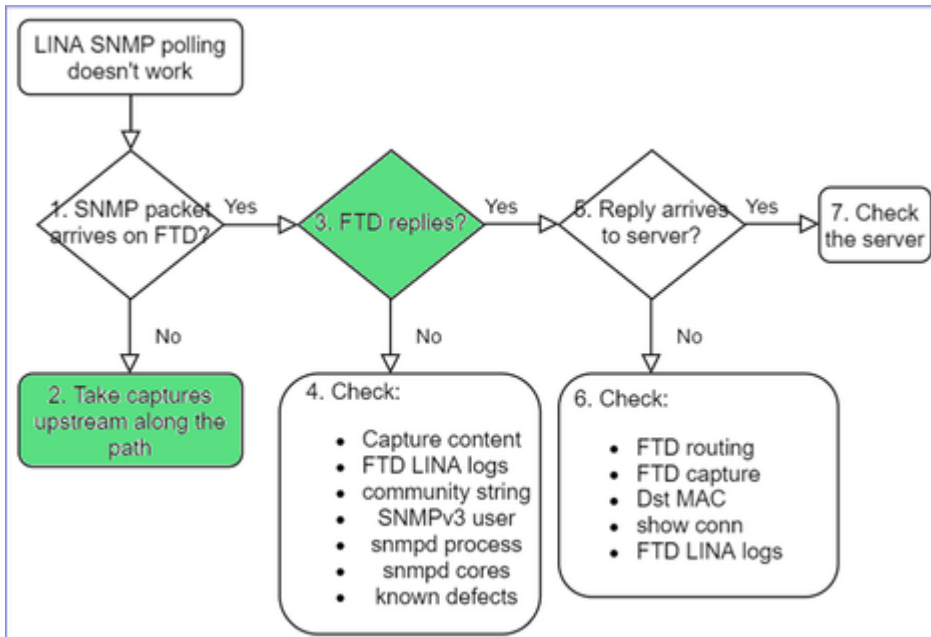 LINA SNMP polling
doesn't work
1. SNMP packet
arrives on FTD?
Yes
3. FTD replies?
Yes
5. Reply arrives
to server?
Yes
7. Check
the server
No
No
No
2. Take captures
upstream along the
path
4. Check:
• Capture content
• FTD LINA logs
• community string
• SNMPv3 user
• snmpd process
• snmpd cores
• known defects
6. Check:
• FTD routing
• FTD capture
• Dst MAC
• show conn
• FTD LINA logs